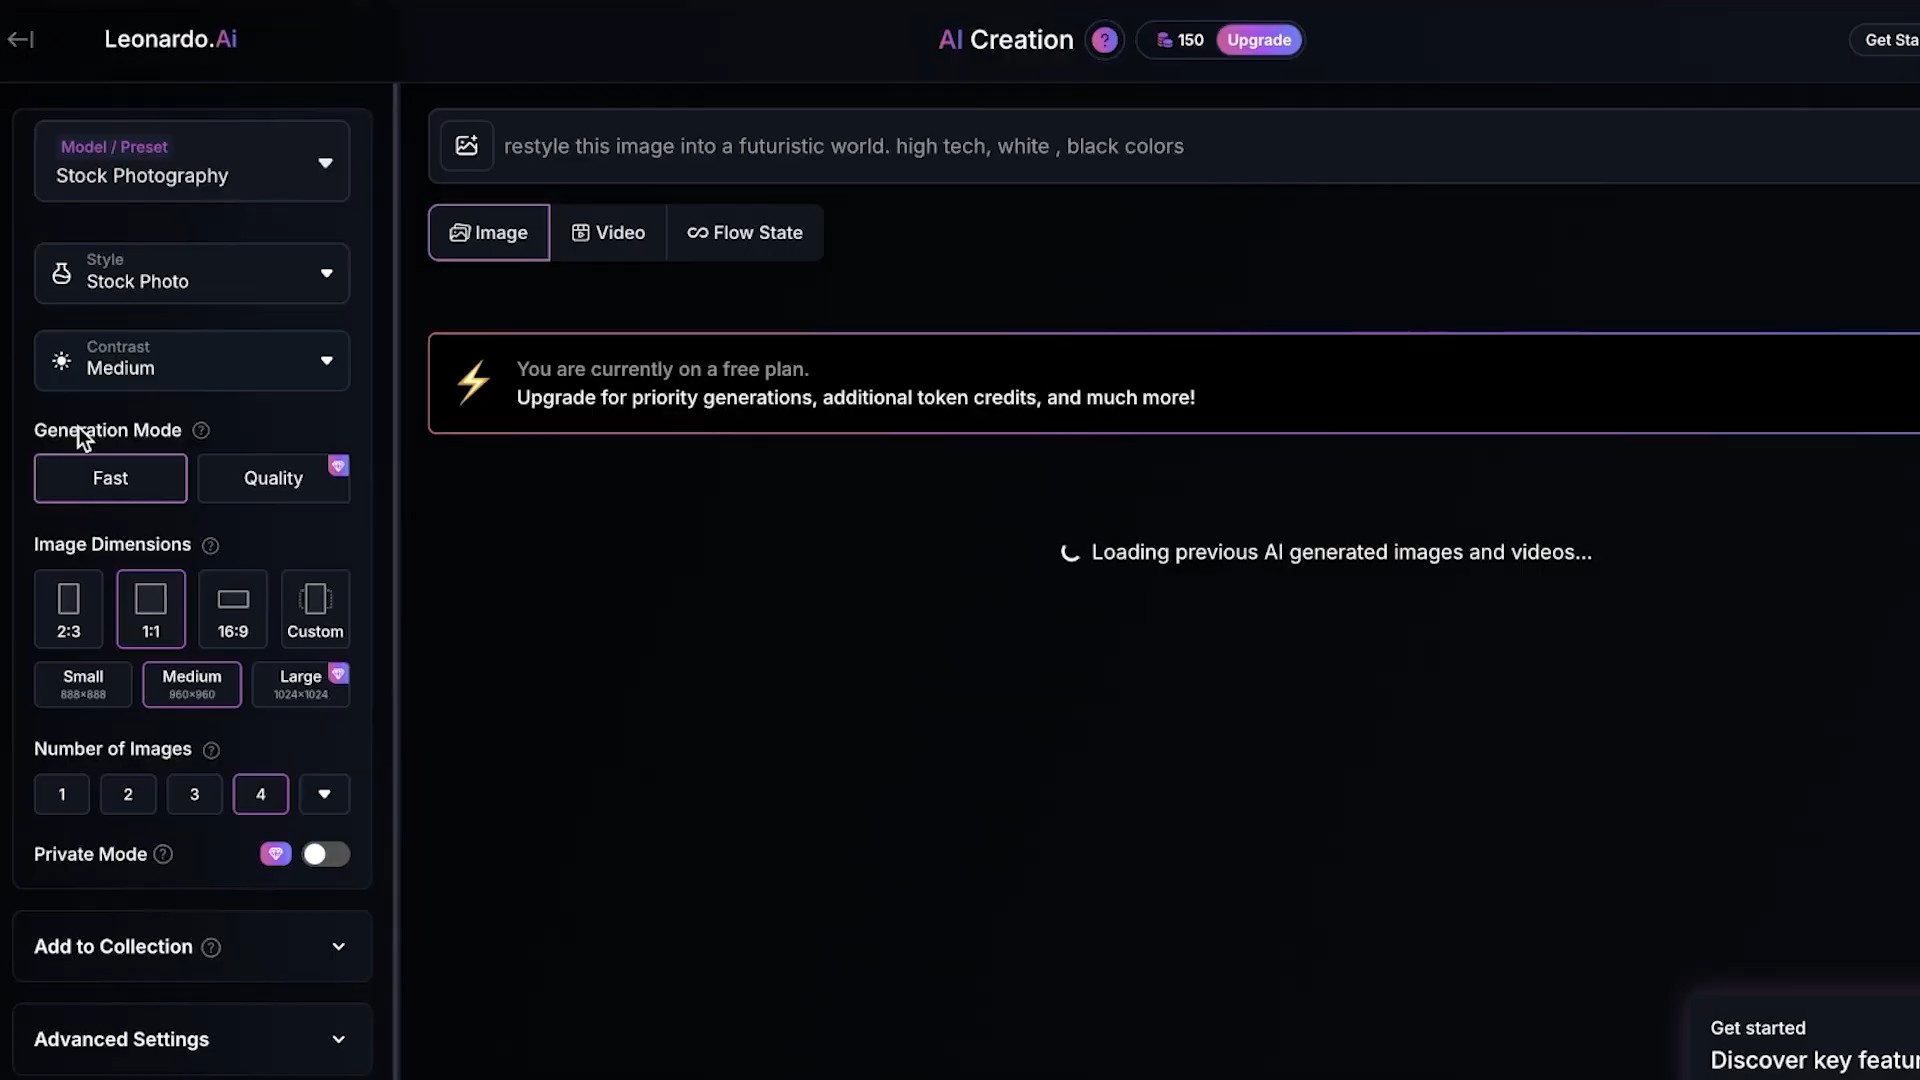 Leonardo.Ai
AI Creation
?
150
Upgrade
Get Sta
Model / Preset
Stock Photography
Style
Stock Photo
Contrast
Medium
Generation Mode ?
Fast
Quality
Image Dimensions ?
2:3
1:1
16:9
Custom
Small
888×888
Medium
960×960
Large
1024×1024
Number of Images ?
1
2
3
4
Private Mode ?
Add to Collection ?
Advanced Settings
restyle this image into a futuristic world. high tech, white , black colors
Image
Video
Flow State
You are currently on a free plan.
Upgrade for priority generations, additional token credits, and much more!
Loading previous AI generated images and videos...
Get started
Discover key featur